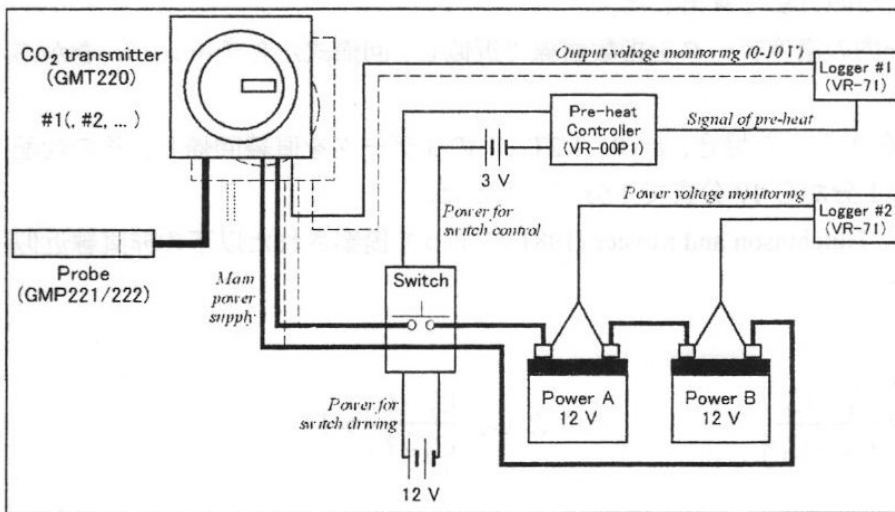 CO₂ transmitter
(GMT220)
#1(, #2, ... )
Output voltage monitoring (0-10V)
Logger #1
(VR-71)
Pre-heat
Controller
(VR-00P1)
Signal of pre-heat
3 V
Power voltage monitoring
Logger #2
(VR-71)
Power for
switch control
Probe
(GMP221/222)
Main
power
supply
Switch
Power A
12 V
Power B
12 V
Power for
switch driving
12 V